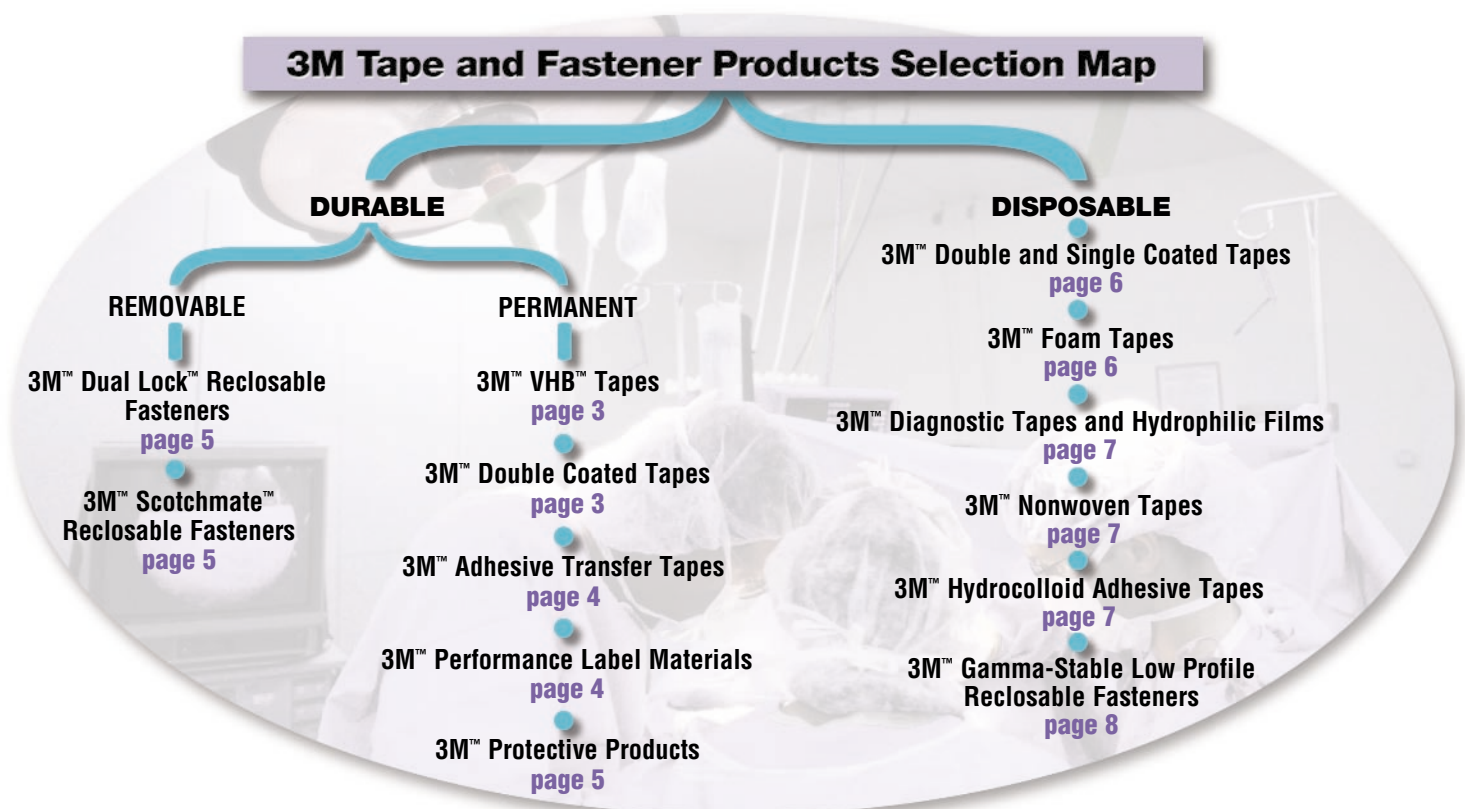 3M Tape and Fastener Products Selection Map
DURABLE
REMOVABLE
3M™ Dual Lock™ Reclosable
Fasteners
page 5
3M™ Scotchmate™
Reclosable Fasteners
page 5
PERMANENT
3M™ VHB™ Tapes
page 3
3M™ Double Coated Tapes
page 3
3M™ Adhesive Transfer Tapes
page 4
3M™ Performance Label Materials
page 4
3M™ Protective Products
page 5
DISPOSABLE
3M™ Double and Single Coated Tapes
page 6
3M™ Foam Tapes
page 6
3M™ Diagnostic Tapes and Hydrophilic Films
page 7
3M™ Nonwoven Tapes
page 7
3M™ Hydrocolloid Adhesive Tapes
page 7
3M™ Gamma-Stable Low Profile
Reclosable Fasteners
page 8